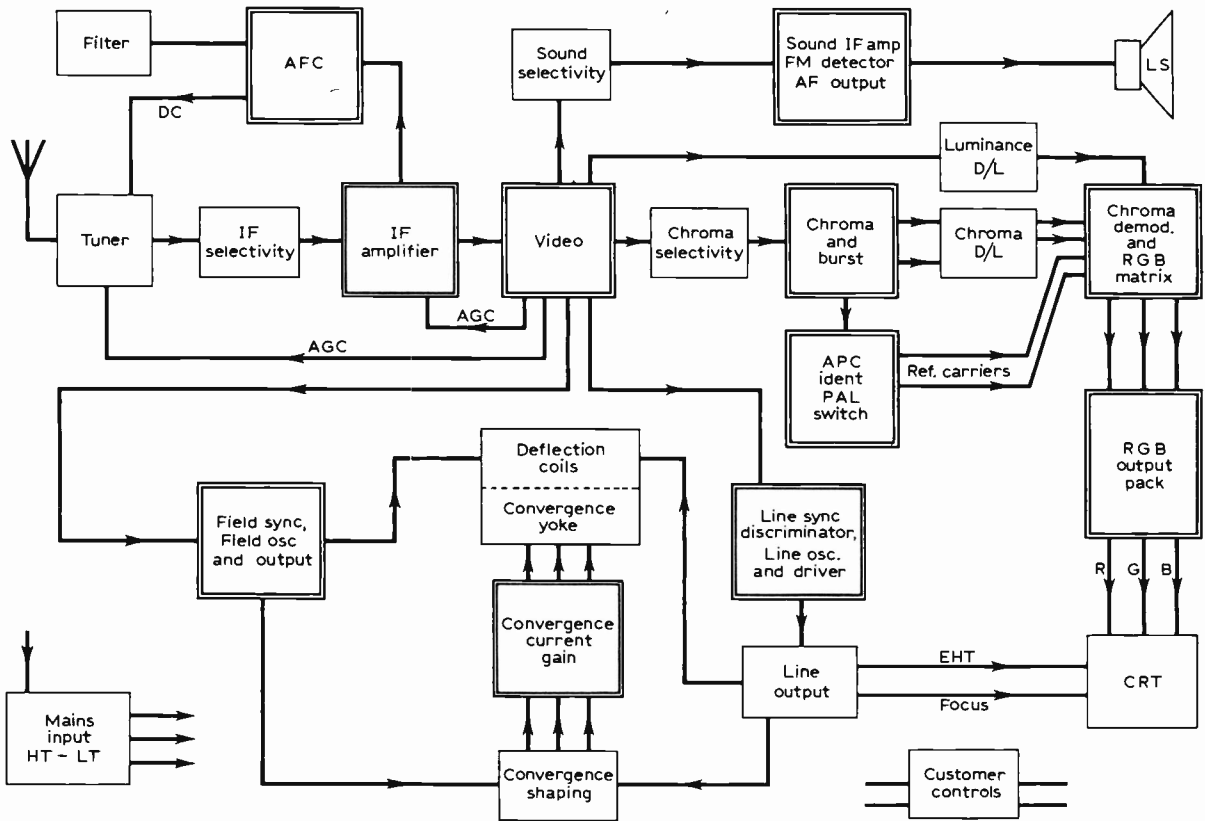 Filter
AFC
DC
Sound
selectivity
Sound IF amp
FM detector
AF output
LS
Luminance
D/L
Tuner
IF
selectivity
IF
amplifier
Video
Chroma
selectivity
Chroma
and
burst
Chroma
D/L
Chroma
demod.
and
RGB
matrix
AGC
AGC
APC
ident
PAL
switch
Ref. carriers
RGB
output
pack
Deflection
coils
Convergence
yoke
Field sync,
Field osc
and output
Line sync
discriminator,
Line osc.
and driver
R G B
Convergence
current
gain
Line
output
EHT
Focus
CRT
Mains
input
HT - LT
Convergence
shaping
Customer
controls